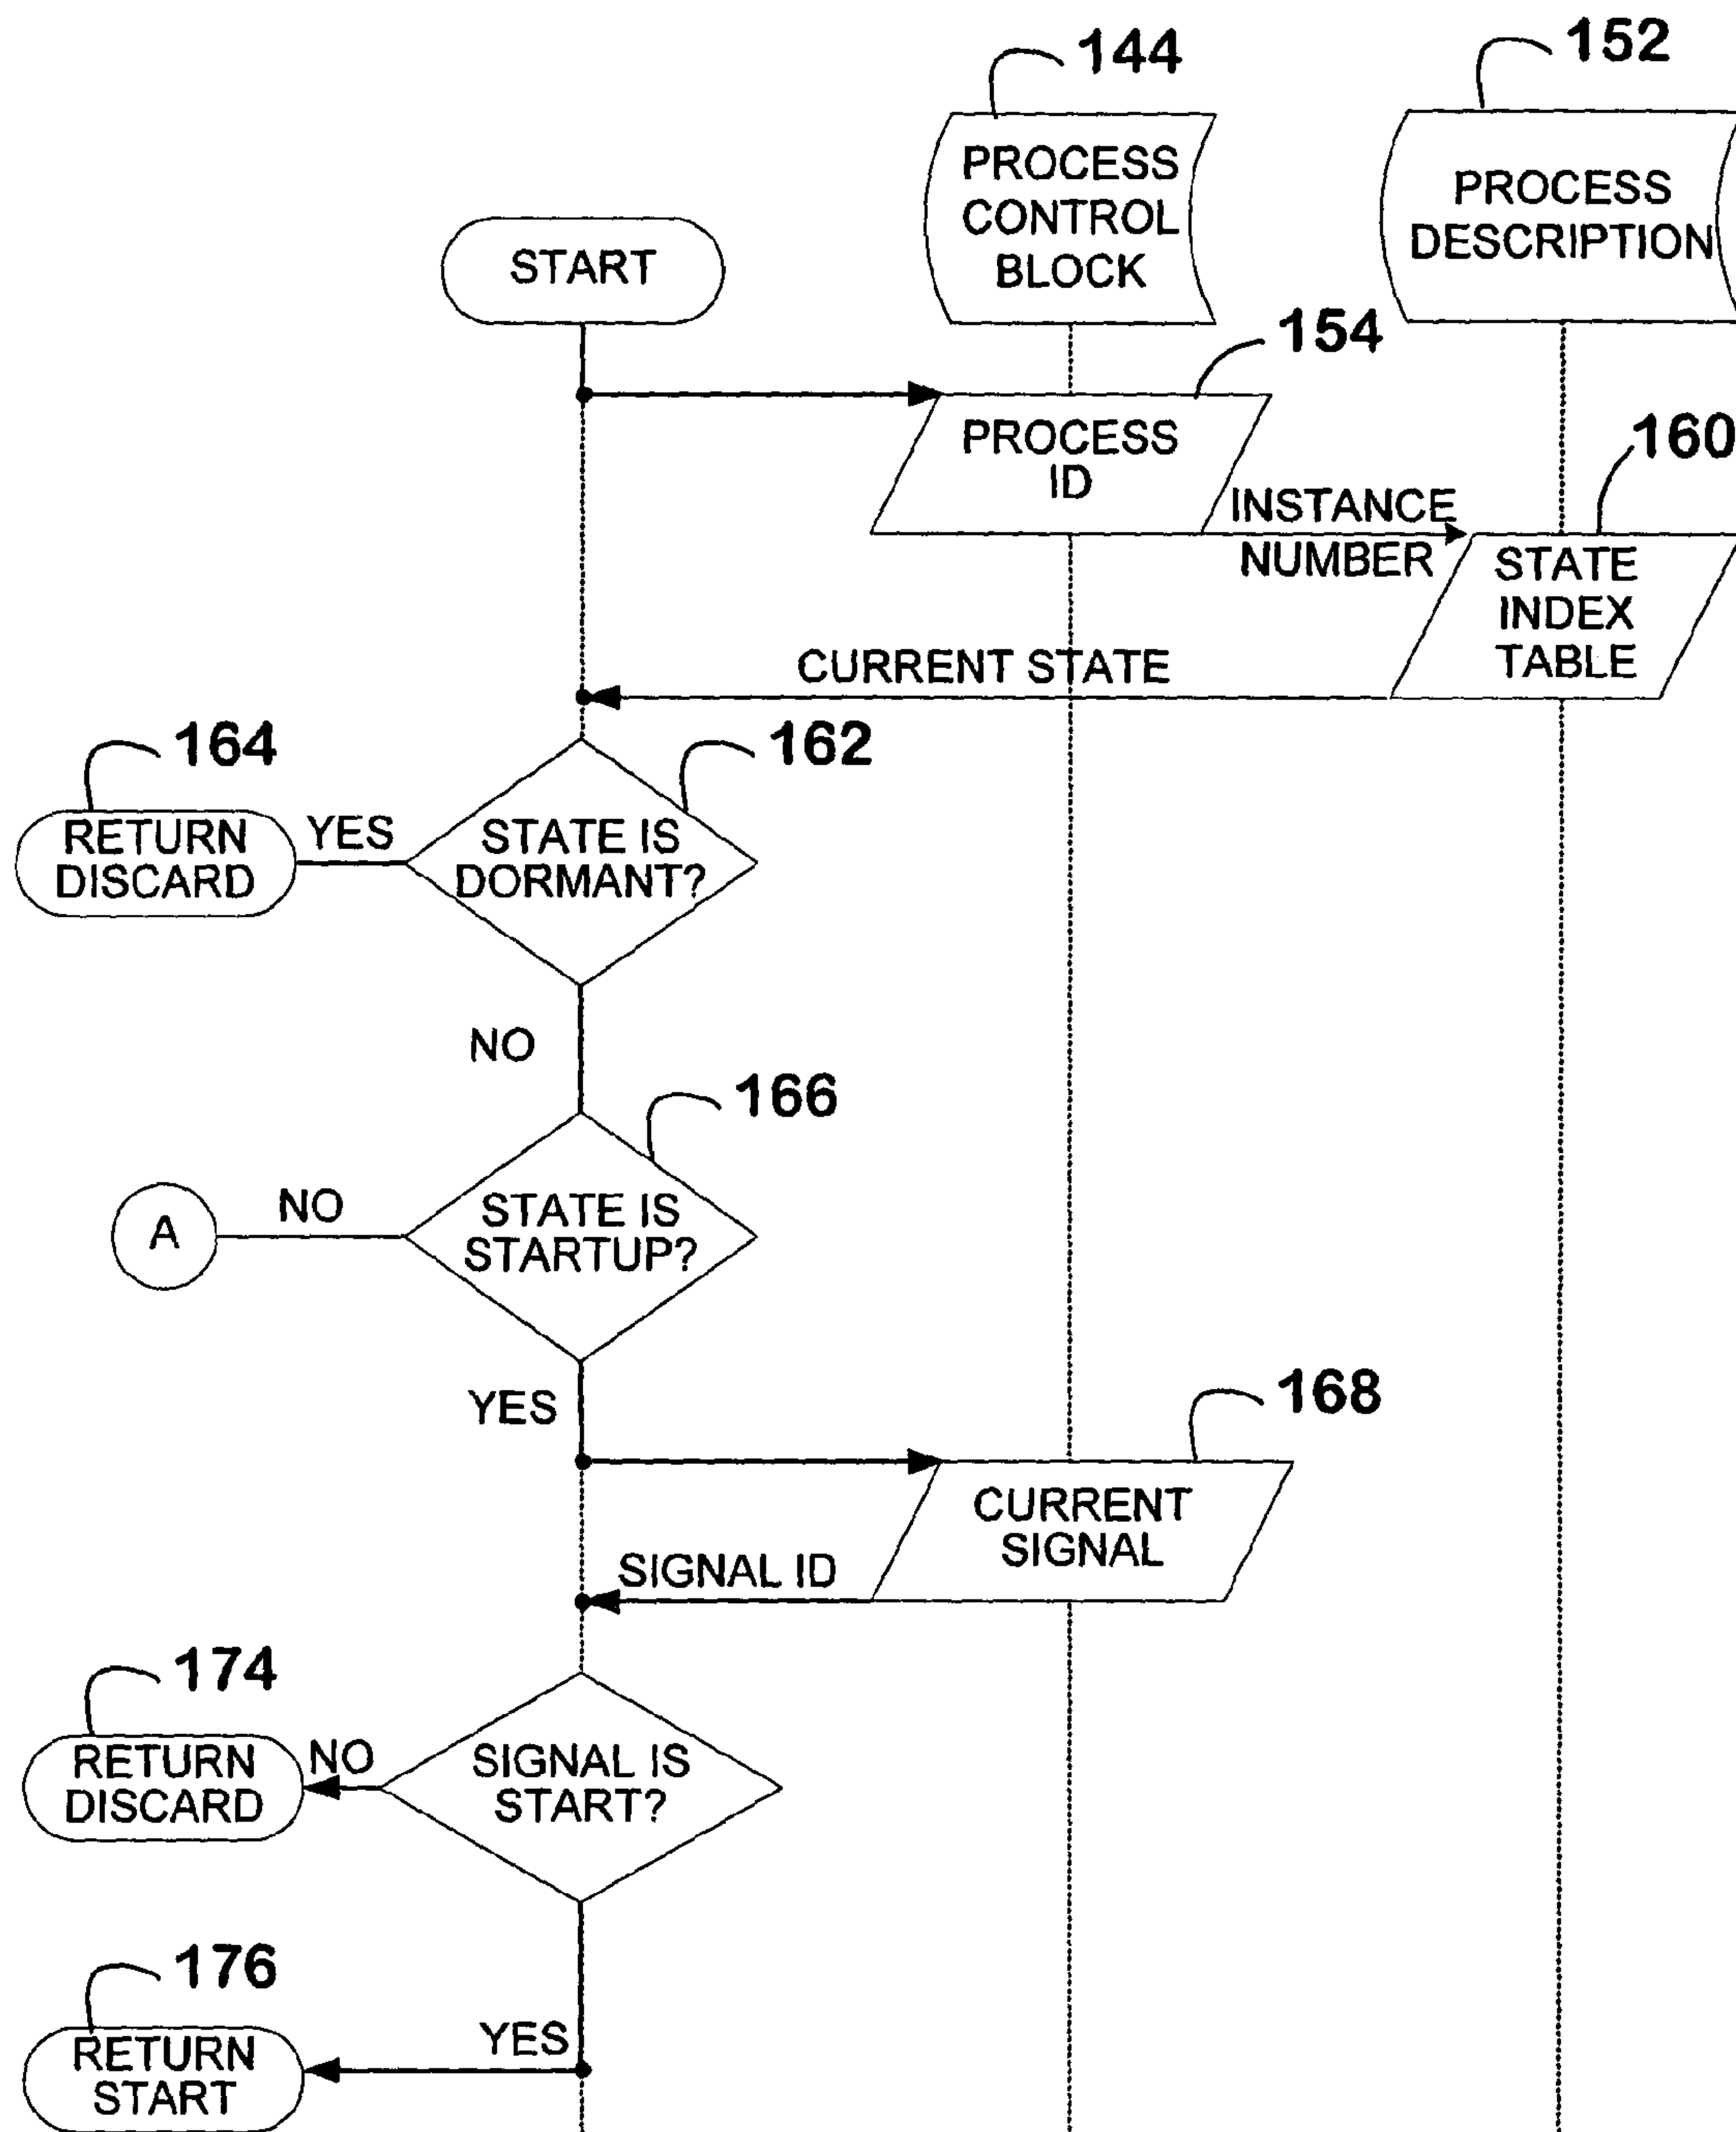 144
152
PROCESS
CONTROL
BLOCK
PROCESS
DESCRIPTION
START
154
PROCESS
ID
160
INSTANCE
NUMBER
STATE
INDEX
TABLE
CURRENT STATE
164
162
RETURN
DISCARD
YES
STATE IS
DORMANT?
NO
166
A
NO
STATE IS
STARTUP?
YES
168
CURRENT
SIGNAL
SIGNAL ID
174
RETURN
DISCARD
NO
SIGNAL IS
START?
176
YES
RETURN
START